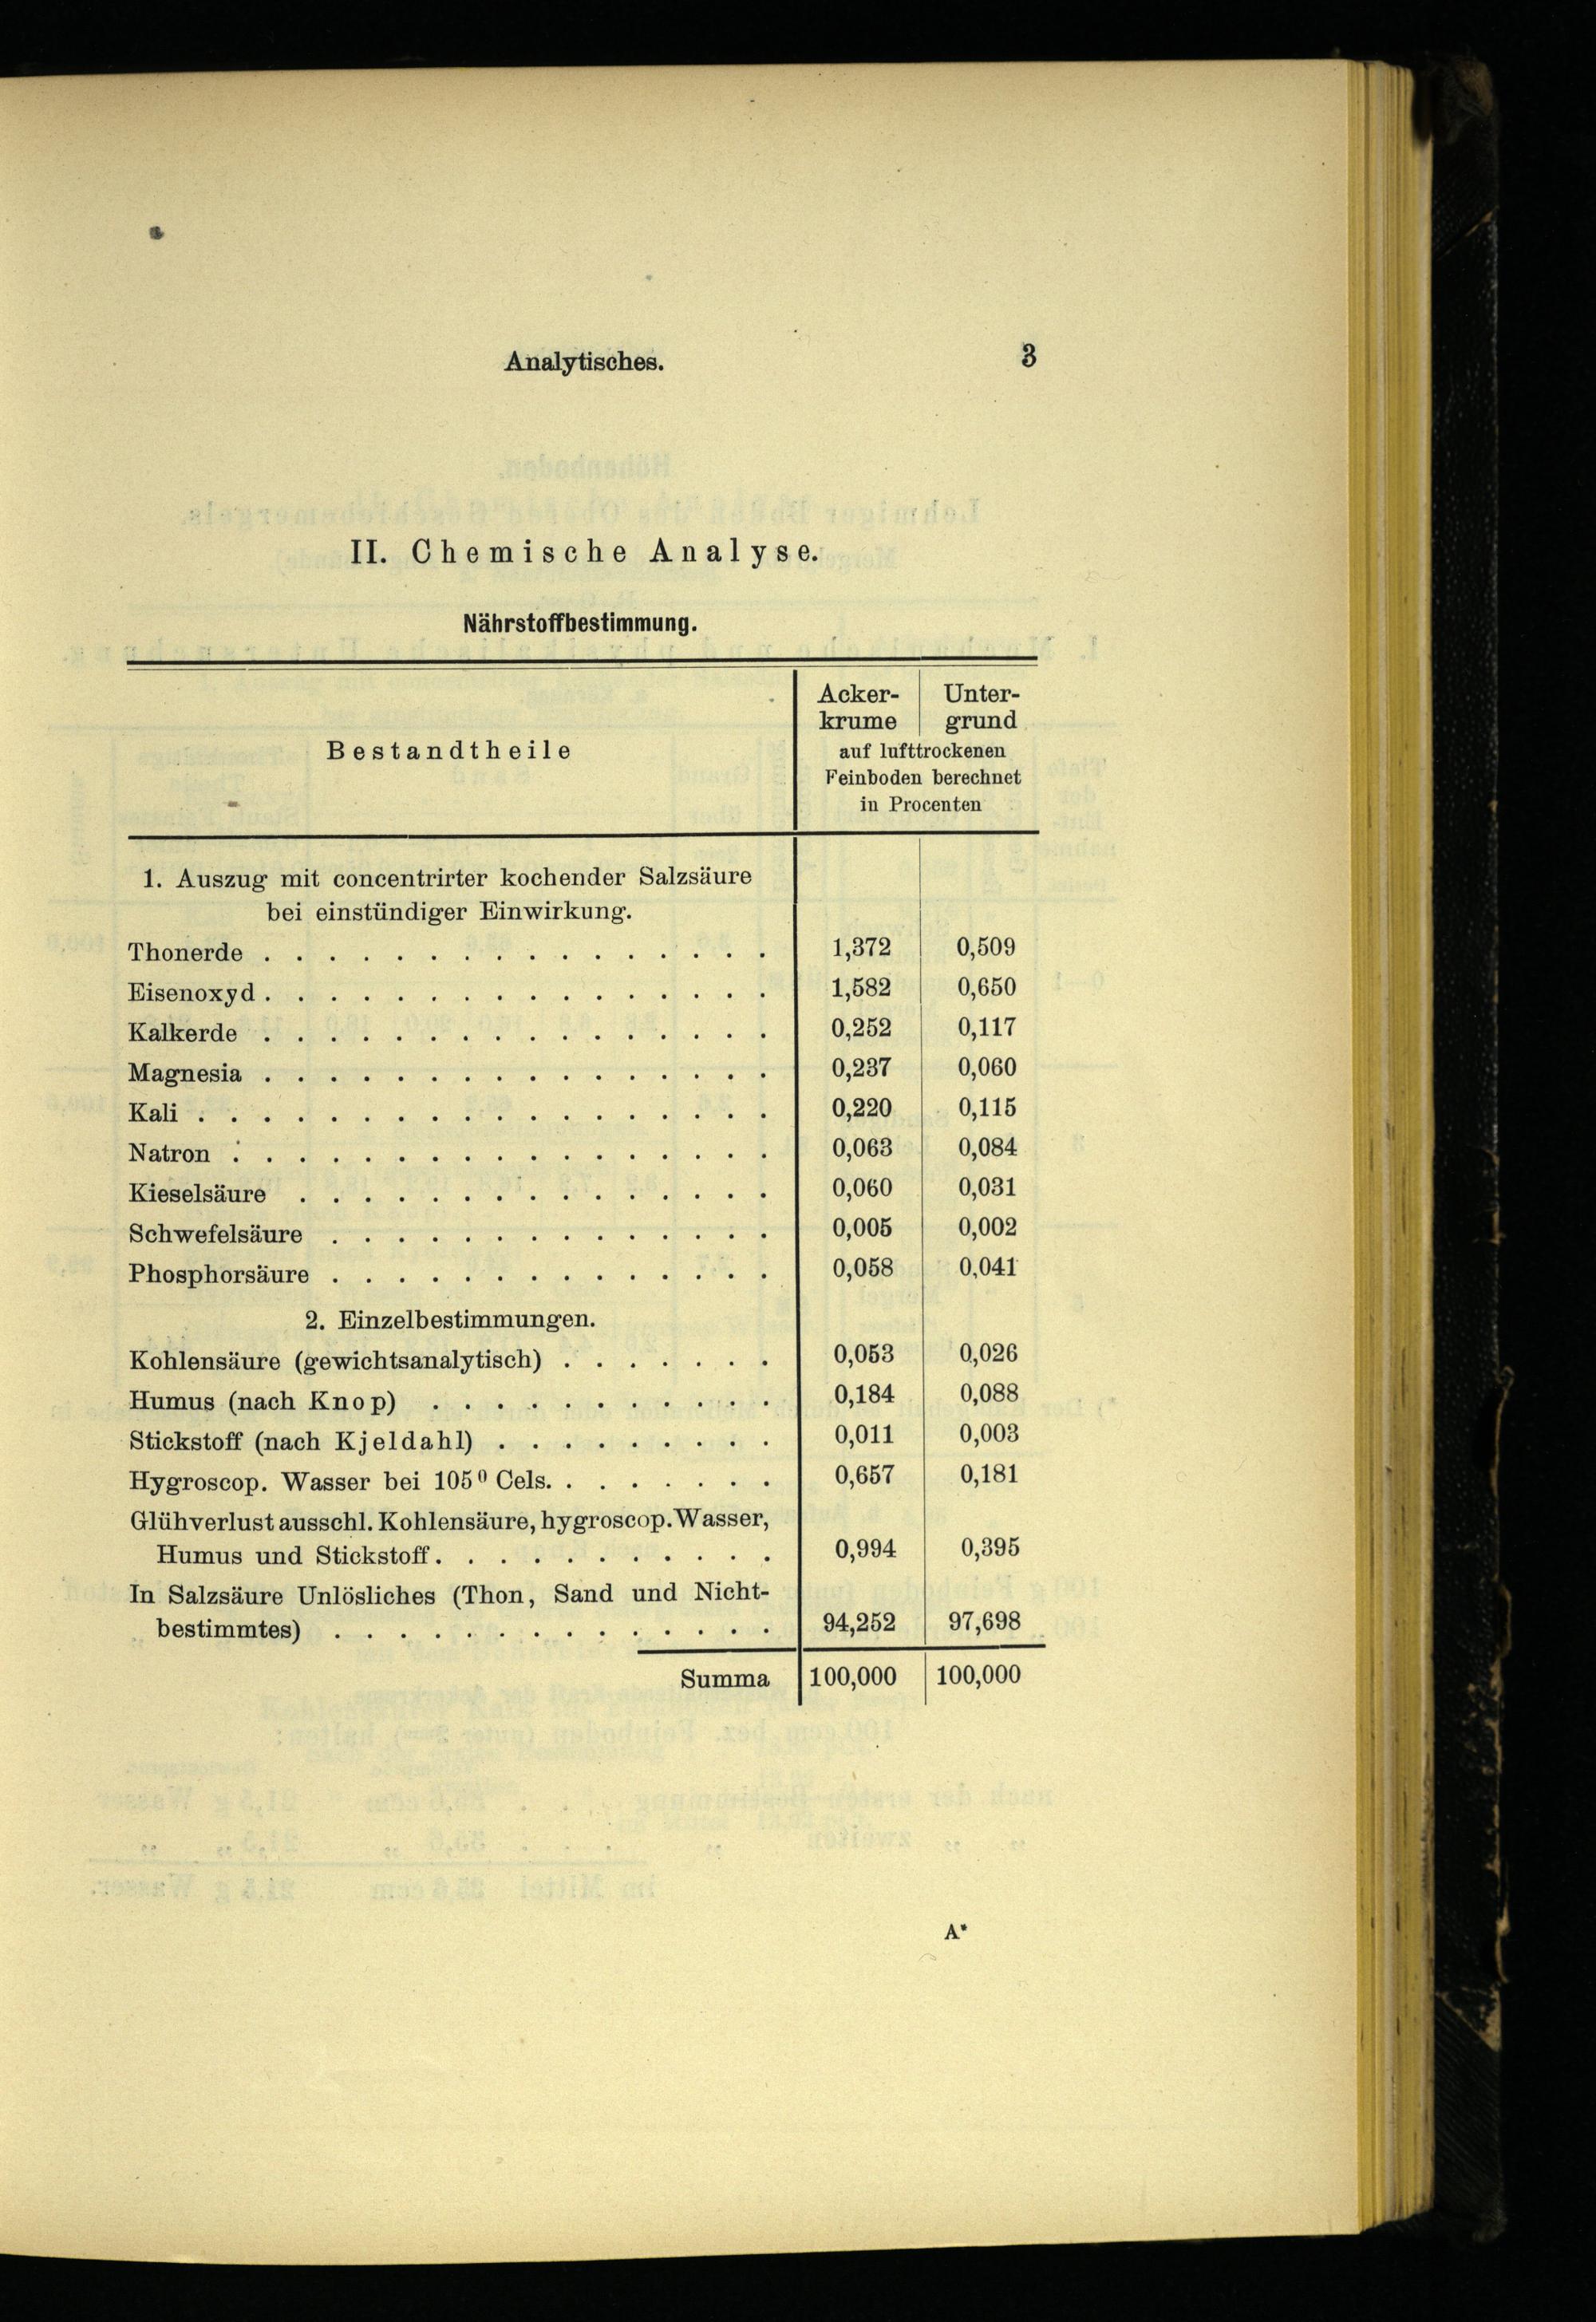 Analytisches. 3
II. Chemische Analyse.
Nährstoffbestimmung.
Bestandtheile
Acker-
krume
Unter-
grund
auf lufttrockenen
Feinboden berechnet
in Procenten
1. Auszug mit concentrirter kochender Salzsäure
bei einstündiger Einwirkung.
Thonerde . . . . . . . . . . . . . . . . 1,372 0,509
Eisenoxyd . . . . . . . . . . . . . . . . 1,582 0,650
Kalkerde . . . . . . . . . . . . . . . . 0,252 0,117
Magnesia . . . . . . . . . . . . . . . . 0,237 0,060
Kali . . . . . . . . . . . . . . . . . . 0,220 0,115
Natron . . . . . . . . . . . . . . . . . 0,063 0,084
Kieselsäure . . . . . . . . . . . . . . . 0,060 0,031
Schwefelsäure . . . . . . . . . . . . . . 0,005 0,002
Phosphorsäure . . . . . . . . . . . . . . 0,058 0,041
2. Einzelbestimmungen.
Kohlensäure (gewichtsanalytisch) . . . . . . . 0,053 0,026
Humus (nach Knop) . . . . . . . . . . . 0,184 0,088
Stickstoff (nach Kjeldahl) . . . . . . . . . 0,011 0,003
Hygroscop. Wasser bei 105⁰ Cels. . . . . . . . 0,657 0,181
Glühverlust ausschl. Kohlensäure, hygroscop. Wasser,
Humus und Stickstoff . . . . . . . . . . . 0,994 0,395
In Salzsäure Unlösliches (Thon, Sand und Nicht-
bestimmtes) . . . . . . . . . . . . . . 94,252 97,698
Summa 100,000 100,000
A*